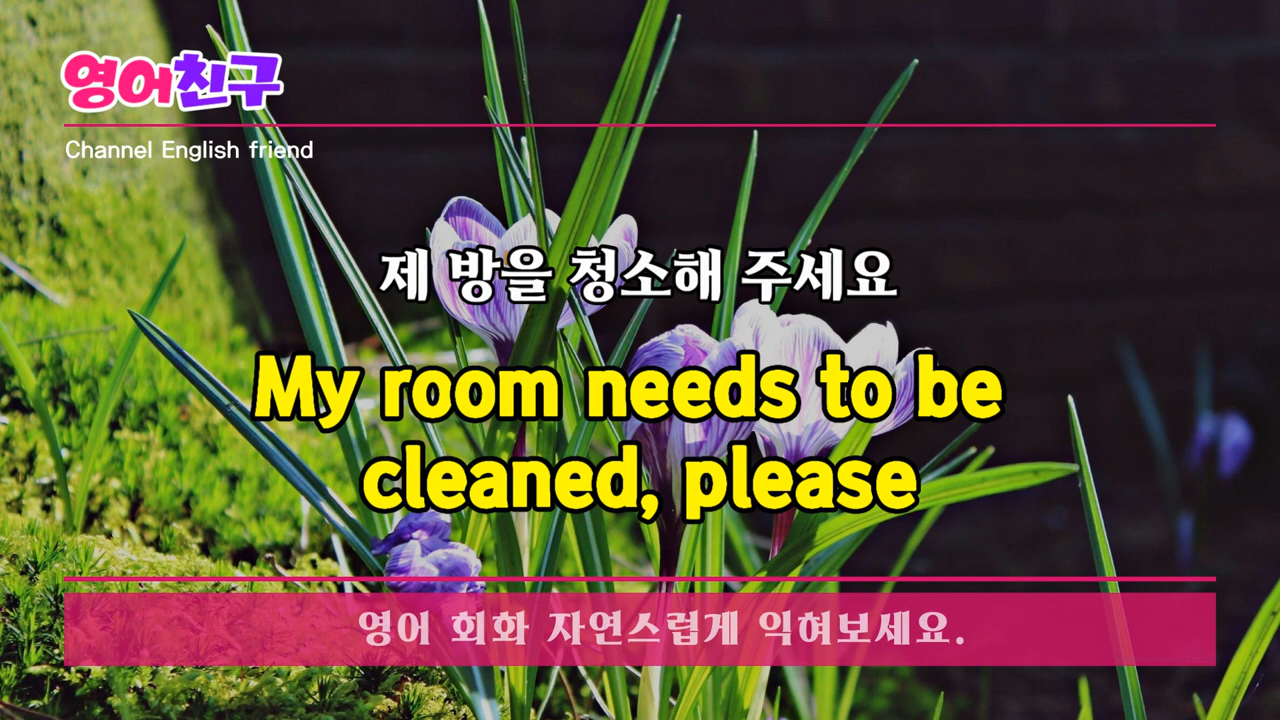 영어친구
Channel English friend
제 방을 청소해 주세요
My room needs to be
cleaned, please
영어 회화 자연스럽게 익혀보세요.